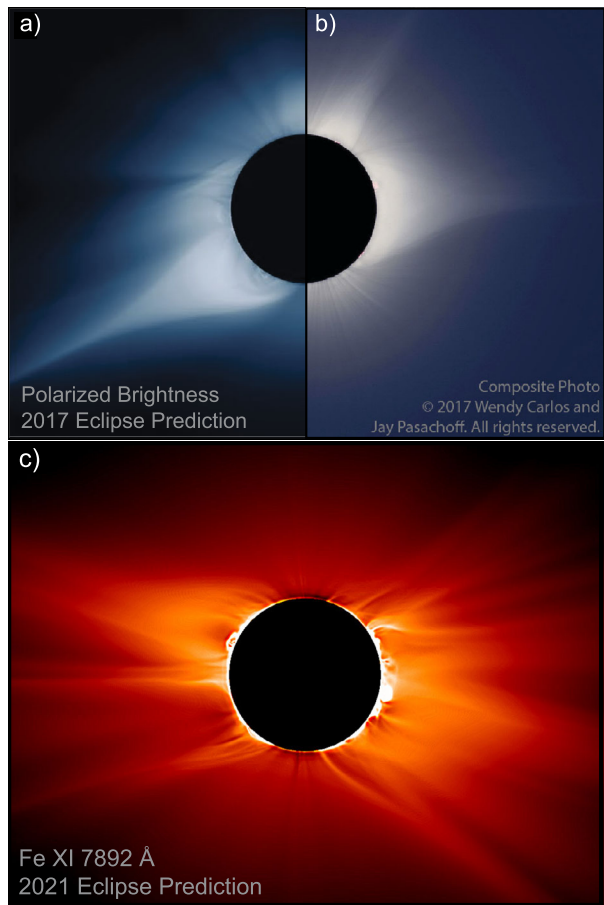 a)
b)
Polarized Brightness
2017 Eclipse Prediction
Composite Photo
© 2017 Wendy Carlos and
Jay Pasachoff. All rights reserved.
c)
Fe XI 7892 Å
2021 Eclipse Prediction